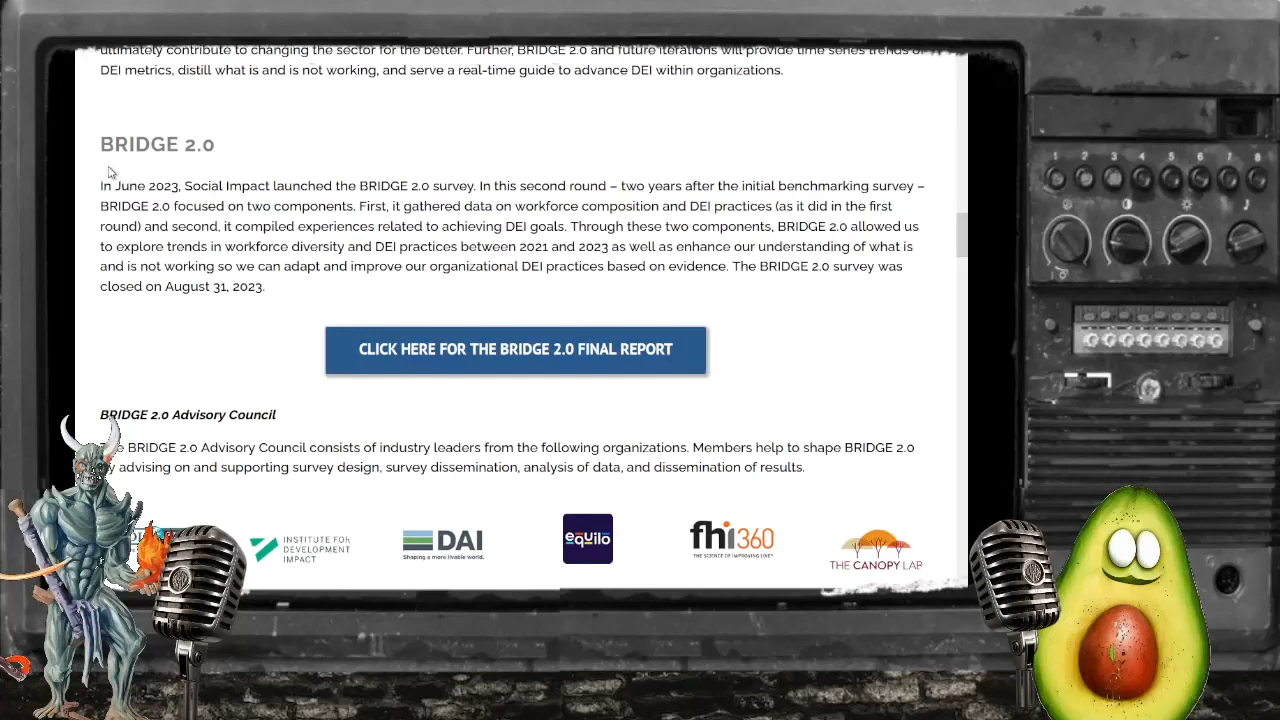 ultimately contribute to changing the sector for the better. Further, BRIDGE 2.0 and future iterations will provide time series trends of
DEI metrics, distill what is and is not working, and serve a real-time guide to advance DEI within organizations.
BRIDGE 2.0
In June 2023, Social Impact launched the BRIDGE 2.0 survey. In this second round – two years after the initial benchmarking survey –
BRIDGE 2.0 focused on two components. First, it gathered data on workforce composition and DEI practices (as it did in the first
round) and second, it compiled experiences related to achieving DEI goals. Through these two components, BRIDGE 2.0 allowed us
to explore trends in workforce diversity and DEI practices between 2021 and 2023 as well as enhance our understanding of what is
and is not working so we can adapt and improve our organizational DEI practices based on evidence. The BRIDGE 2.0 survey was
closed on August 31, 2023.
CLICK HERE FOR THE BRIDGE 2.0 FINAL REPORT
BRIDGE 2.0 Advisory Council
BRIDGE 2.0 Advisory Council consists of industry leaders from the following organizations. Members help to shape BRIDGE 2.0
advising on and supporting survey design, survey dissemination, analysis of data, and dissemination of results.
INSTITUTE FOR
DEVELOPMENT
IMPACT
DAI
Shaping a more livable world.
equilo
fhi360
THE SCIENCE OF IMPROVING LIVES
THE CANOPY LAB
1 2 3 4 5 6 7 8